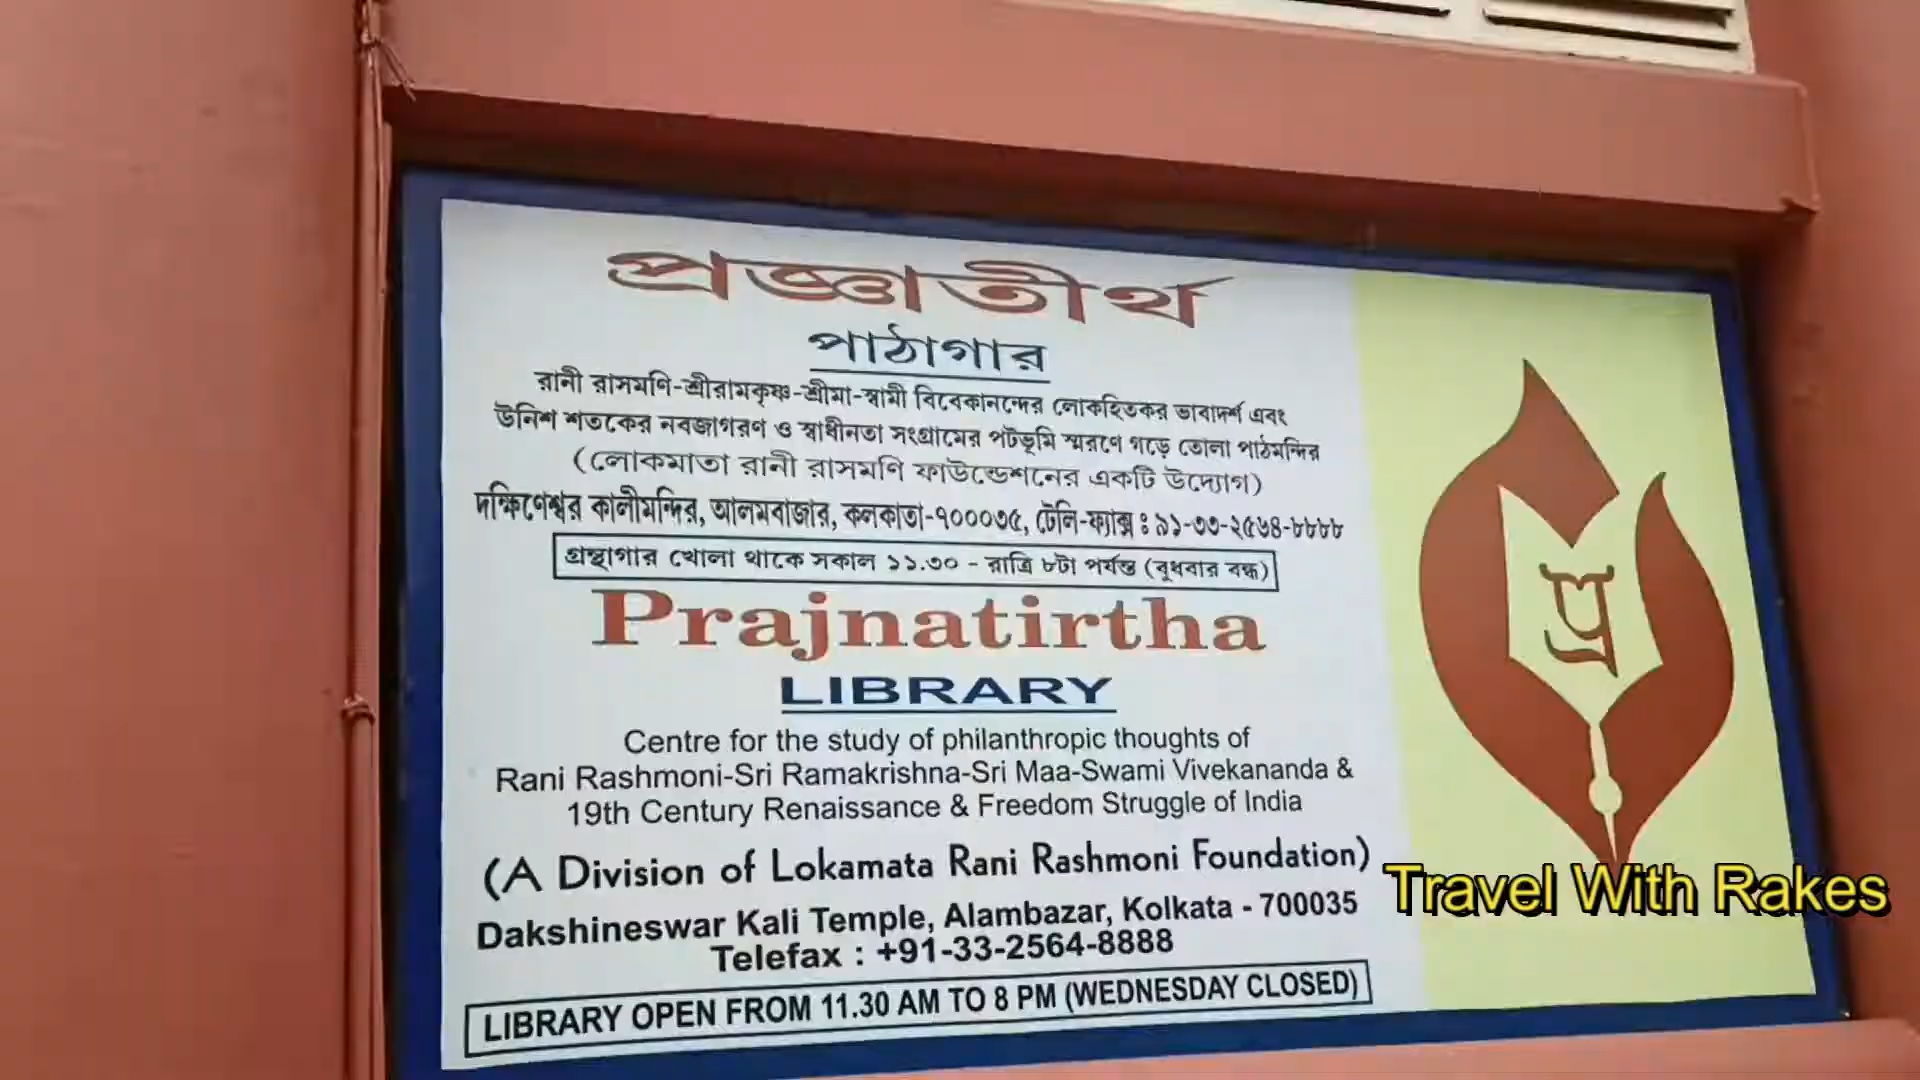 প্রজ্ঞাতীর্থ
পাঠাগার
রানী রাসমণি-শ্রীরামকৃষ্ণ-শ্রীমা-স্বামী বিবেকানন্দের লোকহিতকর ভাবাদর্শ এবং
উনিশ শতকের নবজাগরণ ও স্বাধীনতা সংগ্রামের পটভূমি স্মরণে গড়ে তোলা পাঠমন্দির
(লোকমাতা রানী রাসমণি ফাউন্ডেশনের একটি উদ্যোগ)
দক্ষিণেশ্বর কালীমন্দির, আলমবাজার, কলকাতা-৭০০০৩৫, টেলি-ফ্যাক্স : ৯১-৩৩-২৫৬৪-৮৮৮৮
গ্রন্থাগার খোলা থাকে সকাল ১১.৩০ - রাত্রি ৮টা পর্যন্ত (বুধবার বন্ধ)
Prajnatirtha
LIBRARY
Centre for the study of philanthropic thoughts of
Rani Rashmoni-Sri Ramakrishna-Sri Maa-Swami Vivekananda &
19th Century Renaissance & Freedom Struggle of India
(A Division of Lokamata Rani Rashmoni Foundation)
Dakshineswar Kali Temple, Alambazar, Kolkata - 700035
Telefax : +91-33-2564-8888
LIBRARY OPEN FROM 11.30 AM TO 8 PM (WEDNESDAY CLOSED)
প্র
Travel With Rakes